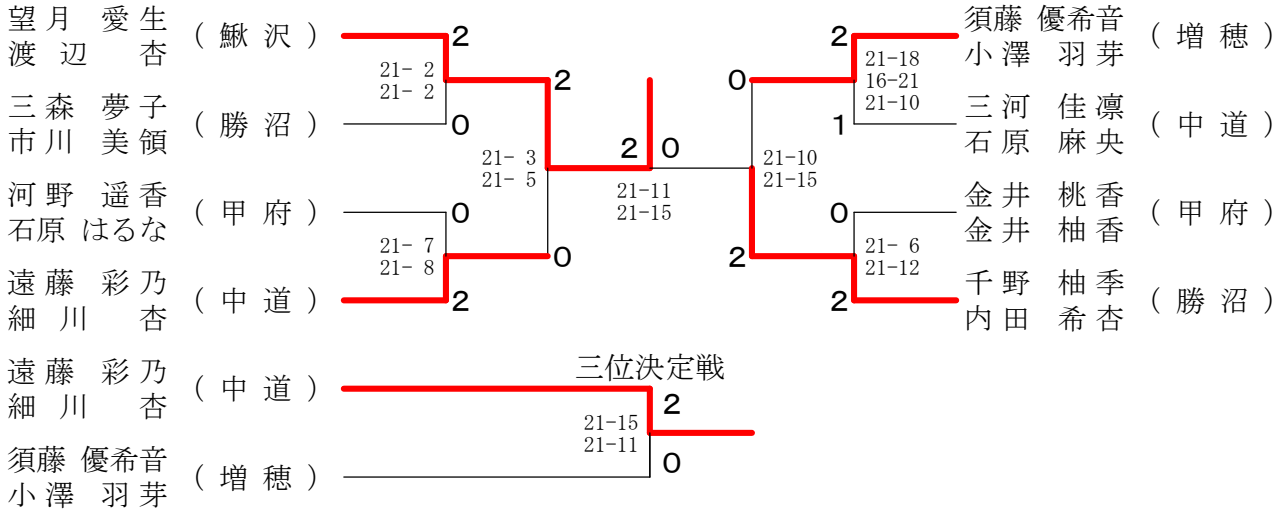 望月 愛生
渡辺 杏
(鰍沢)
2
21- 2
21- 2
三森 夢子
市川 美領
(勝沼)
0
2
21- 3
21- 5
河野 遥香
石原 はるな
(甲府)
0
21- 7
21- 8
0
遠藤 彩乃
細川 杏
(中道)
2
2 0
21-11
21-15
須藤 優希音
小澤 羽芽
(増穂)
2
21-18
16-21
21-10
0
三河 佳凛
石原 麻央
(中道)
1
21-10
21-15
金井 桃香
金井 柚香
(甲府)
0
21- 6
21-12
2
千野 柚季
内田 希杏
(勝沼)
2
三位決定戦
遠藤 彩乃
細川 杏
(中道)
2
21-15
21-11
須藤 優希音
小澤 羽芽
(増穂)
0